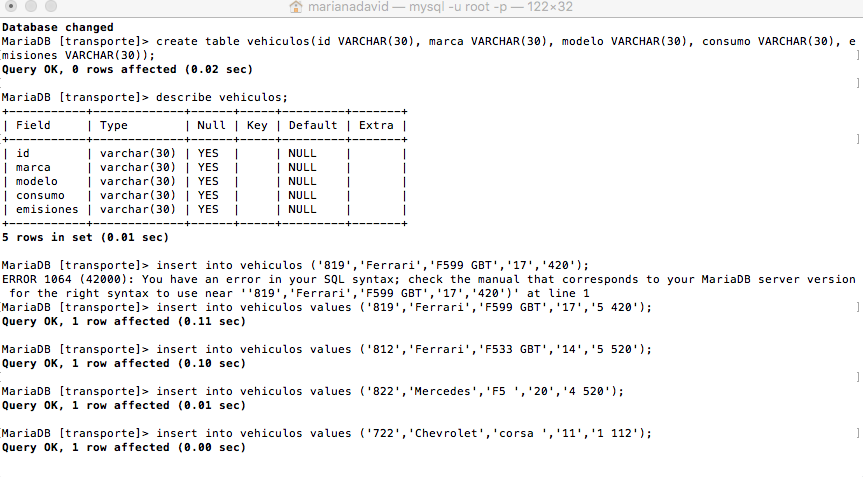 marianadavid — mysql -u root -p — 122×32
Database changed
MariaDB [transporte]> create table vehiculos(id VARCHAR(30), marca VARCHAR(30), modelo VARCHAR(30), consumo VARCHAR(30), e
misiones VARCHAR(30));
Query OK, 0 rows affected (0.02 sec)
MariaDB [transporte]> describe vehiculos;
+-----------+-------------+------+-----+---------+-------+
| Field     | Type        | Null | Key | Default | Extra |
+-----------+-------------+------+-----+---------+-------+
| id        | varchar(30) | YES  |     | NULL    |       |
| marca     | varchar(30) | YES  |     | NULL    |       |
| modelo    | varchar(30) | YES  |     | NULL    |       |
| consumo   | varchar(30) | YES  |     | NULL    |       |
| emisiones | varchar(30) | YES  |     | NULL    |       |
+-----------+-------------+------+-----+---------+-------+
5 rows in set (0.01 sec)
MariaDB [transporte]> insert into vehiculos ('819','Ferrari','F599 GBT','17','420');
ERROR 1064 (42000): You have an error in your SQL syntax; check the manual that corresponds to your MariaDB server version
 for the right syntax to use near ''819','Ferrari','F599 GBT','17','420')' at line 1
MariaDB [transporte]> insert into vehiculos values ('819','Ferrari','F599 GBT','17','5 420');
Query OK, 1 row affected (0.11 sec)
MariaDB [transporte]> insert into vehiculos values ('812','Ferrari','F533 GBT','14','5 520');
Query OK, 1 row affected (0.10 sec)
MariaDB [transporte]> insert into vehiculos values ('822','Mercedes','F5 ','20','4 520');
Query OK, 1 row affected (0.01 sec)
MariaDB [transporte]> insert into vehiculos values ('722','Chevrolet','corsa ','11','1 112');
Query OK, 1 row affected (0.00 sec)